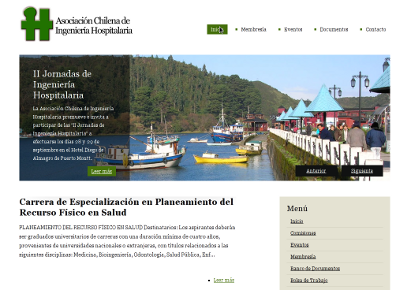 Asociación Chilena de
Ingeniería Hospitalaria
Inicio
Membresía
Eventos
Documentos
Contacto
II Jornadas de
Ingeniería
Hospitalaria
La Asociación Chilena de Ingeniería
Hospitalaria promueve e invita a
participar de las "II Jornadas de
Ingeniería Hospitalaria" a
efectuarse los días 28 y 29 de
septiembre en el Hotel Diego de
Almagro de Puerto Montt.
Leer más
Anterior
Siguiente
Carrera de Especialización en Planeamiento del
Recurso Físico en Salud
PLANEAMIENTO DEL RECURSO FISICO EN SALUD Destinatarios: Los aspirantes deberán
ser graduados universitarios de carreras con una duración mínima de cuatro años,
provenientes de universidades nacionales o extranjeras, con títulos relacionados a las
siguientes disciplinas: Medicina, Bioingeniería, Odontología, Salud Pública, Enf...
Leer más
Menú
Inicio
Comisiones
Eventos
Membresía
Banco de Documentos
Bolsa de Trabajo